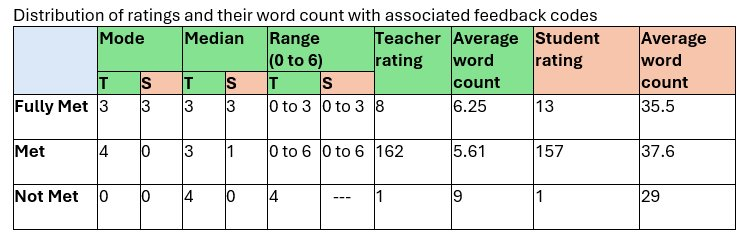 Distribution of ratings and their word count with associated feedback codes
Mode Median Range (0 to 6) Teacher rating Average word count Student rating Average word count
T S T S T S
Fully Met 3 3 3 3 0 to 3 0 to 3 8 6.25 13 35.5
Met 4 0 3 1 0 to 6 0 to 6 162 5.61 157 37.6
Not Met 0 0 4 0 4 --- 1 9 1 29